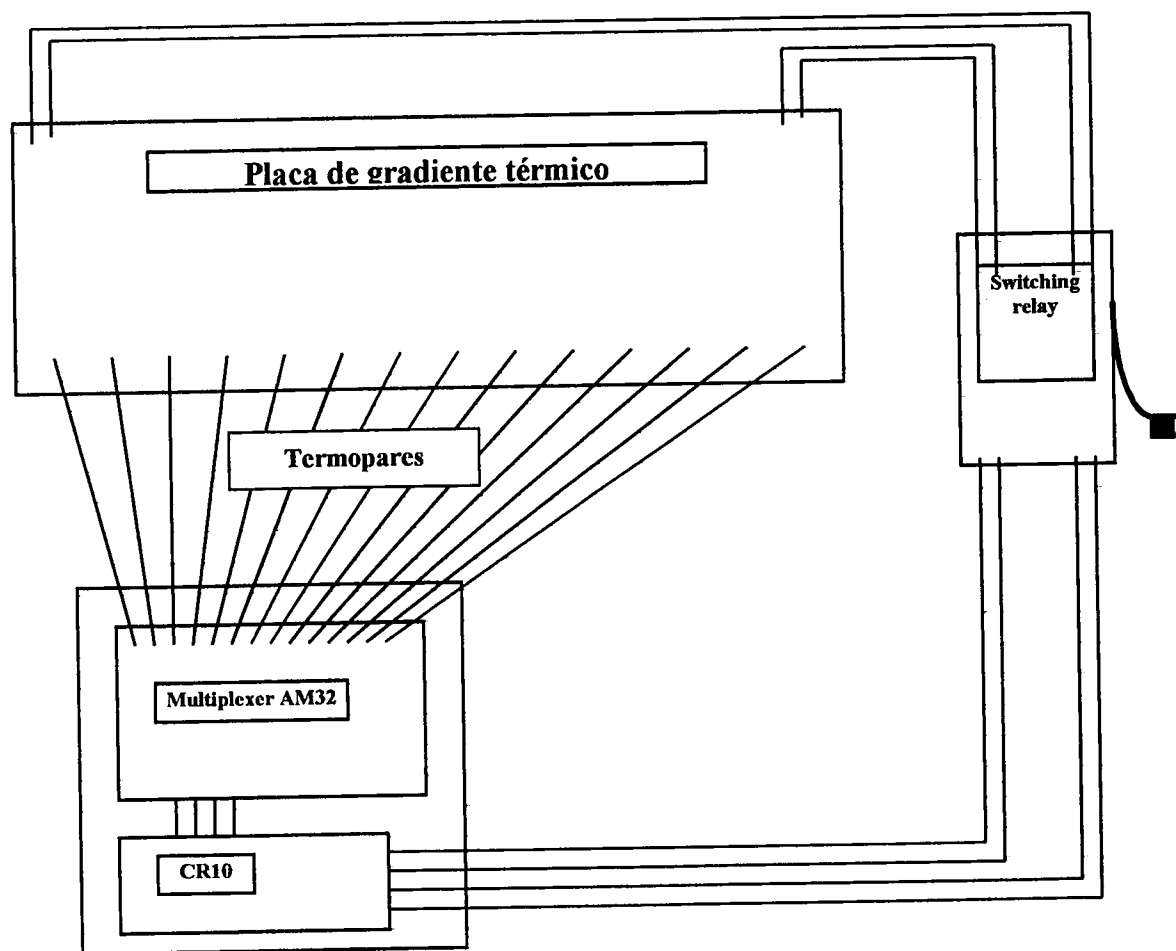 Placa de gradiente térmico
Switching
relay
Termopares
Multiplexer AM32
CR10